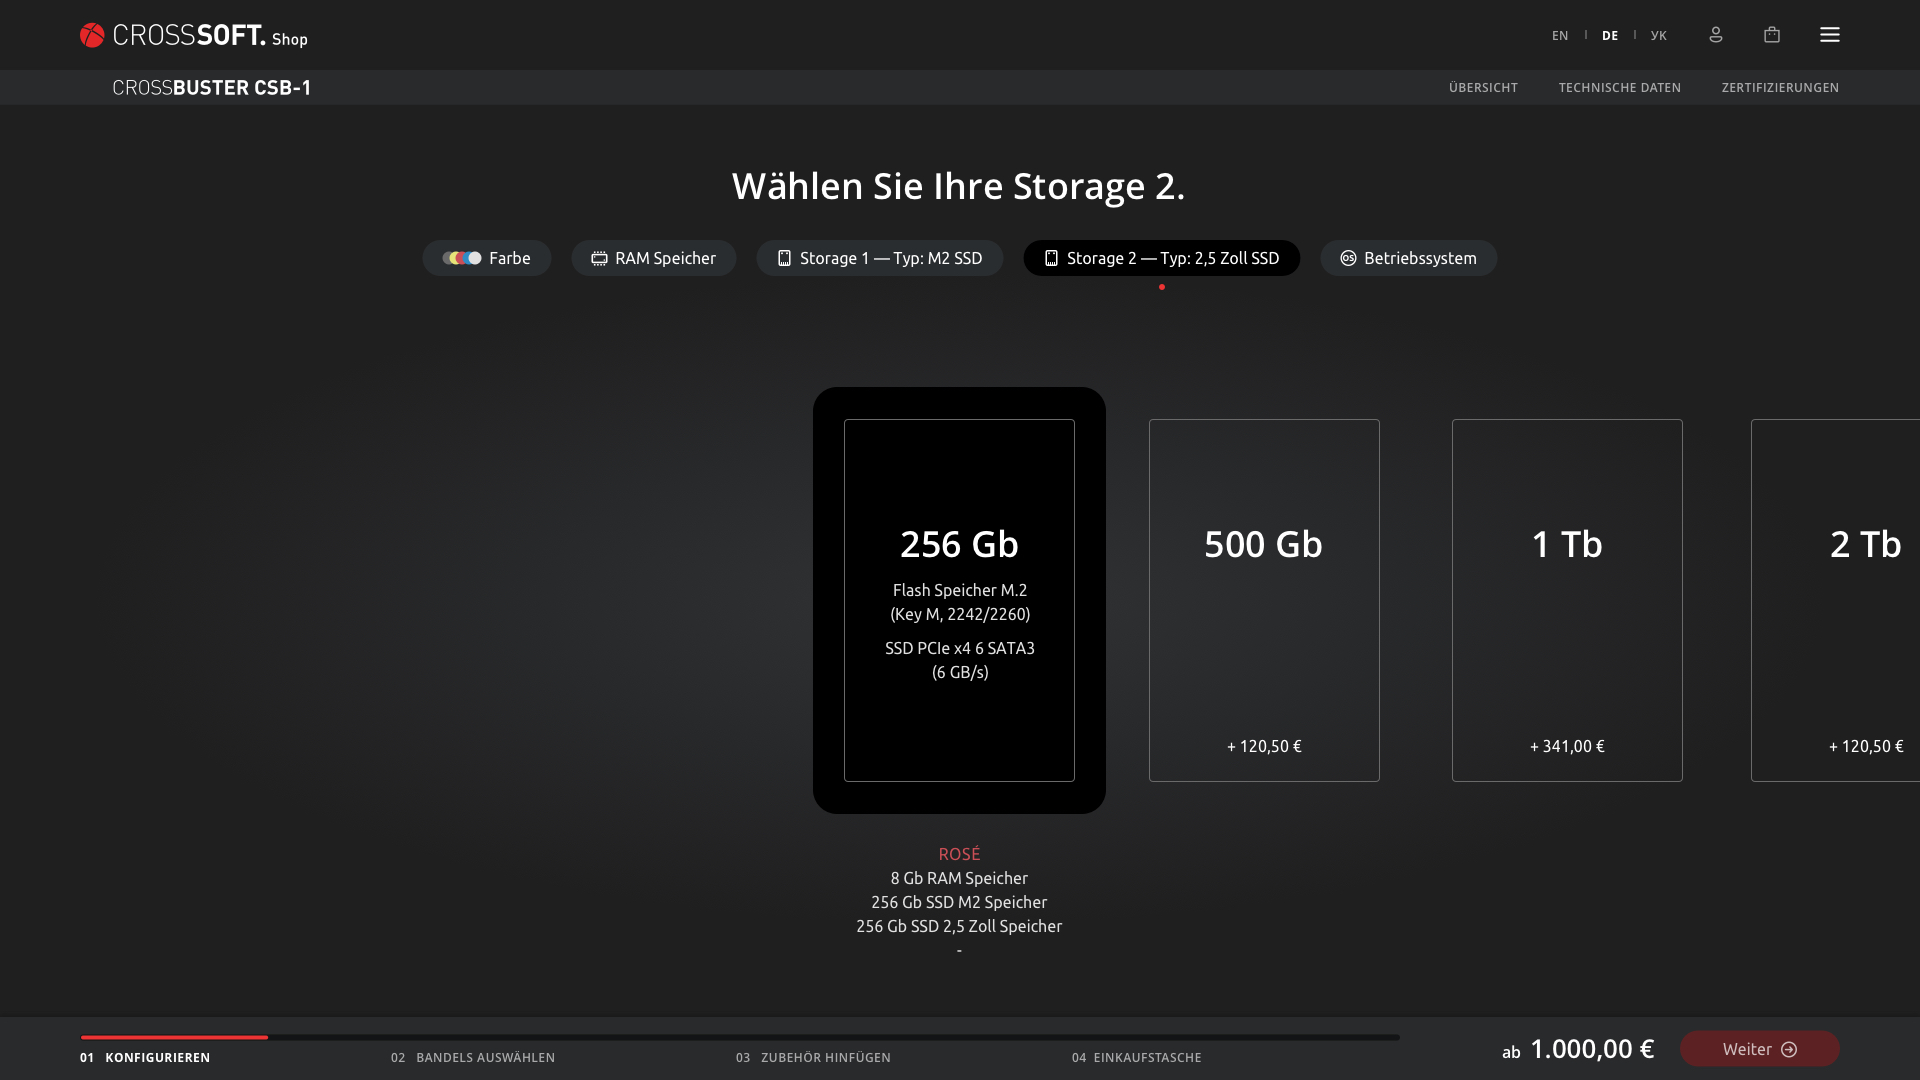 CROSSSOFT. Shop
EN | DE | УК
CROSSBUSTER CSB-1
ÜBERSICHT TECHNISCHE DATEN ZERTIFIZIERUNGEN
Wählen Sie Ihre Storage 2.
Farbe RAM Speicher Storage 1 — Typ: M2 SSD Storage 2 — Typ: 2,5 Zoll SSD OS Betriebssystem
256 Gb
Flash Speicher M.2
(Key M, 2242/2260)
SSD PCIe x4 6 SATA3
(6 GB/s)
500 Gb
+ 120,50 €
1 Tb
+ 341,00 €
2 Tb
+ 120,50 €
ROSÉ
8 Gb RAM Speicher
256 Gb SSD M2 Speicher
256 Gb SSD 2,5 Zoll Speicher
-
01 KONFIGURIEREN 02 BANDELS AUSWÄHLEN 03 ZUBEHÖR HINFÜGEN 04 EINKAUFSTASCHE
ab 1.000,00 € Weiter